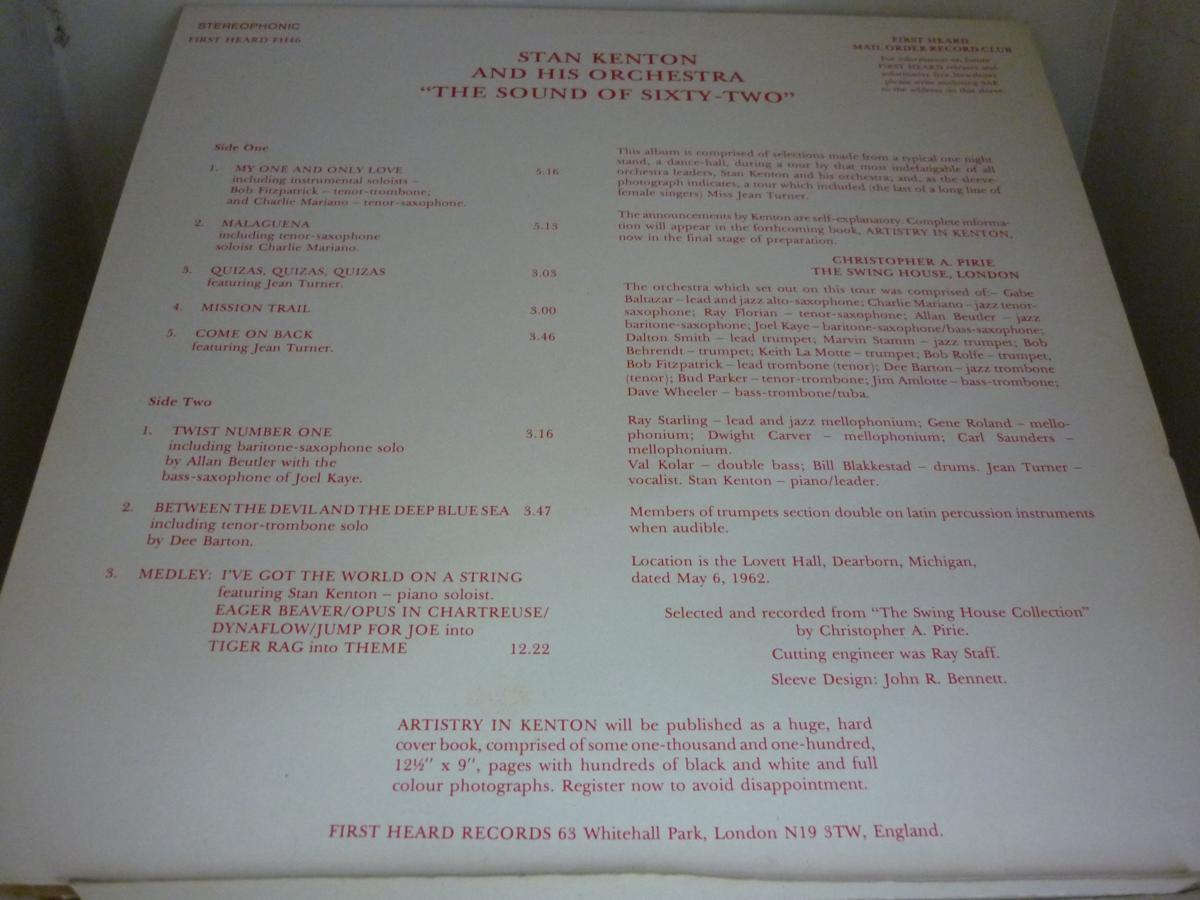 STEREOPHONIC
FIRST HEARD FH46
FIRST HEARD
MAIL ORDER RECORD CLUB
For information on future
FIRST HEARD releases and
informative free Newsletter
please write enclosing SAE
to the address on this sleeve.
STAN KENTON
AND HIS ORCHESTRA
“THE SOUND OF SIXTY-TWO”
Side One
1. MY ONE AND ONLY LOVE 5.16
including instrumental soloists –
Bob Fitzpatrick – tenor-trombone;
and Charlie Mariano – tenor-saxophone.
2. MALAGUENA 5.13
including tenor-saxophone
soloist Charlie Mariano.
3. QUIZAS, QUIZAS, QUIZAS 3.03
featuring Jean Turner.
4. MISSION TRAIL 3.00
5. COME ON BACK 3.46
featuring Jean Turner.
Side Two
1. TWIST NUMBER ONE 3.16
including baritone-saxophone solo
by Allan Beutler with the
bass-saxophone of Joel Kaye.
2. BETWEEN THE DEVIL AND THE DEEP BLUE SEA 3.47
including tenor-trombone solo
by Dee Barton.
3. MEDLEY: I'VE GOT THE WORLD ON A STRING
featuring Stan Kenton – piano soloist.
EAGER BEAVER/OPUS IN CHARTREUSE/
DYNAFLOW/JUMP FOR JOE into
TIGER RAG into THEME 12.22
This album is comprised of selections made from a typical one night
stand, a dance-hall, during a tour by that most indefatigable of all
orchestra leaders, Stan Kenton and his orchestra; and, as the sleeve-
photograph indicates, a tour which included (the last of a long line of
female singers) Miss Jean Turner.
The announcements by Kenton are self-explanatory. Complete informa-
tion will appear in the forthcoming book, ARTISTRY IN KENTON,
now in the final stage of preparation.
CHRISTOPHER A. PIRIE
THE SWING HOUSE, LONDON
The orchestra which set out on this tour was comprised of:– Gabe
Baltazar – lead and jazz alto-saxophone; Charlie Mariano – jazz tenor-
saxophone; Ray Florian – tenor-saxophone; Allan Beutler – jazz
baritone-saxophone; Joel Kaye – baritone-saxophone/bass-saxophone;
Dalton Smith – lead trumpet; Marvin Stamm – jazz trumpet; Bob
Behrendt – trumpet; Keith La Motte – trumpet; Bob Rolfe – trumpet,
Bob Fitzpatrick – lead trombone (tenor); Dee Barton – jazz trombone
(tenor); Bud Parker – tenor-trombone; Jim Amlotte – bass-trombone;
Dave Wheeler – bass-trombone/tuba.
Ray Starling – lead and jazz mellophonium; Gene Roland – mello-
phonium; Dwight Carver – mellophonium; Carl Saunders –
mellophonium.
Val Kolar – double bass; Bill Blakkestad – drums. Jean Turner –
vocalist. Stan Kenton – piano/leader.
Members of trumpets section double on latin percussion instruments
when audible.
Location is the Lovett Hall, Dearborn, Michigan,
dated May 6, 1962.
Selected and recorded from “The Swing House Collection”
by Christopher A. Pirie.
Cutting engineer was Ray Staff.
Sleeve Design: John R. Bennett.
ARTISTRY IN KENTON will be published as a huge, hard
cover book, comprised of some one-thousand and one-hundred,
12½″ x 9″, pages with hundreds of black and white and full
colour photographs. Register now to avoid disappointment.
FIRST HEARD RECORDS 63 Whitehall Park, London N19 3TW, England.